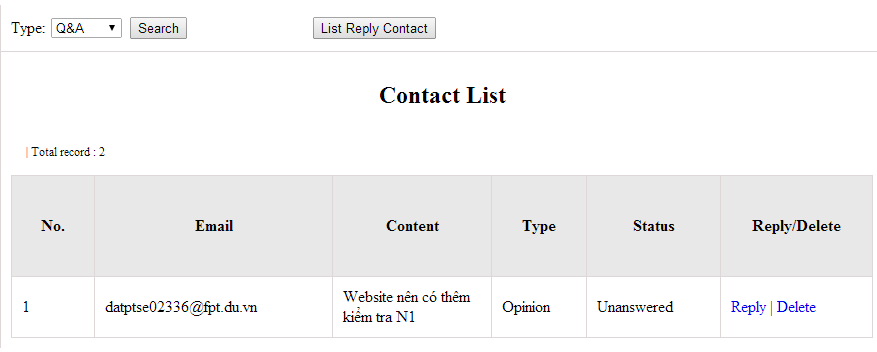 Type: Q&A Search List Reply Contact
Contact List
| Total record : 2
No. Email Content Type Status Reply/Delete
1 datptse02336@fpt.du.vn Website nên có thêm kiểm tra N1 Opinion Unanswered Reply | Delete